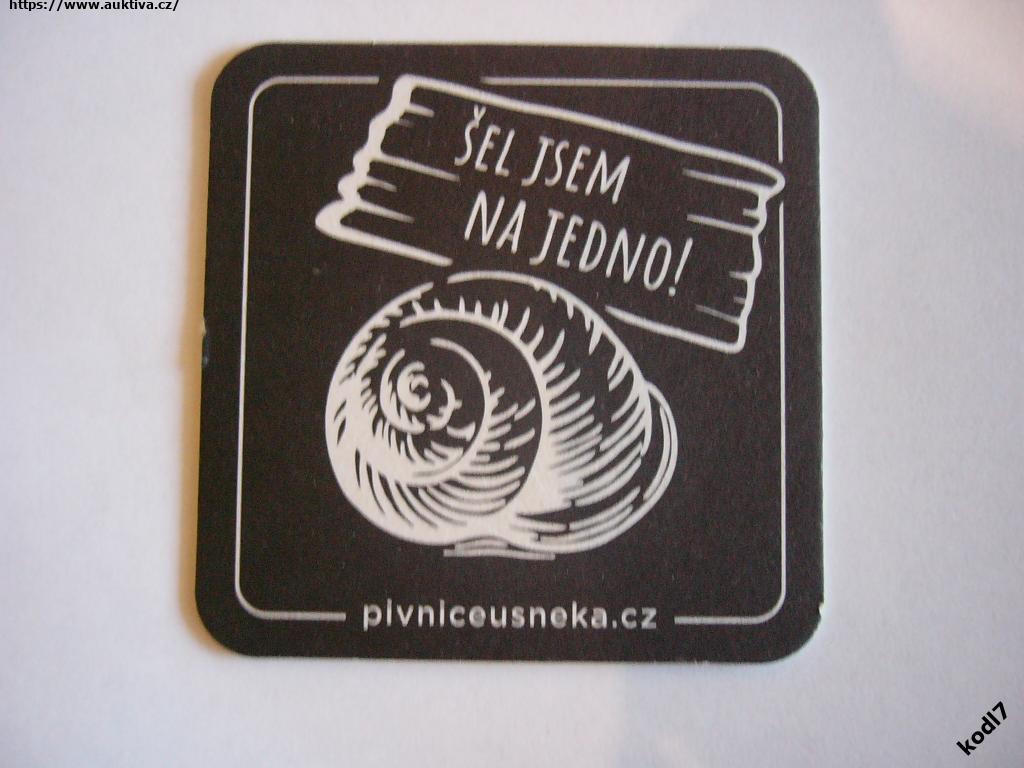 https://www.auktiva.cz/
ŠEL JSEM
NA JEDNO!
pivniceusneka.cz
kodl7